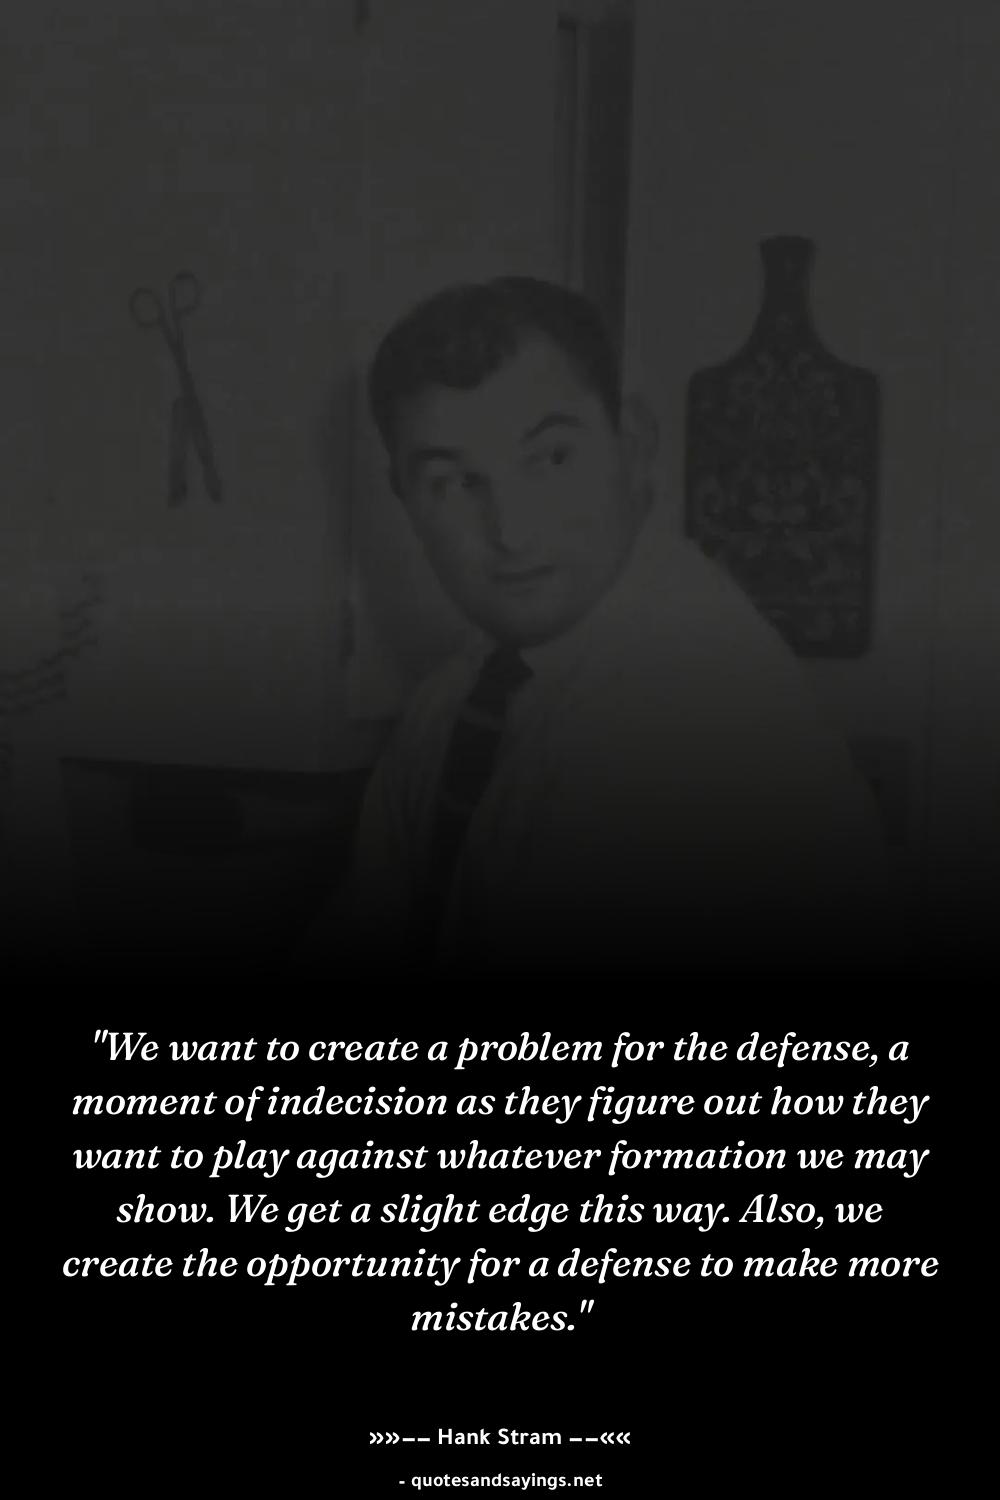 "We want to create a problem for the defense, a
moment of indecision as they figure out how they
want to play against whatever formation we may
show. We get a slight edge this way. Also, we
create the opportunity for a defense to make more
mistakes."
»»−− Hank Stram −−««
- quotesandsayings.net